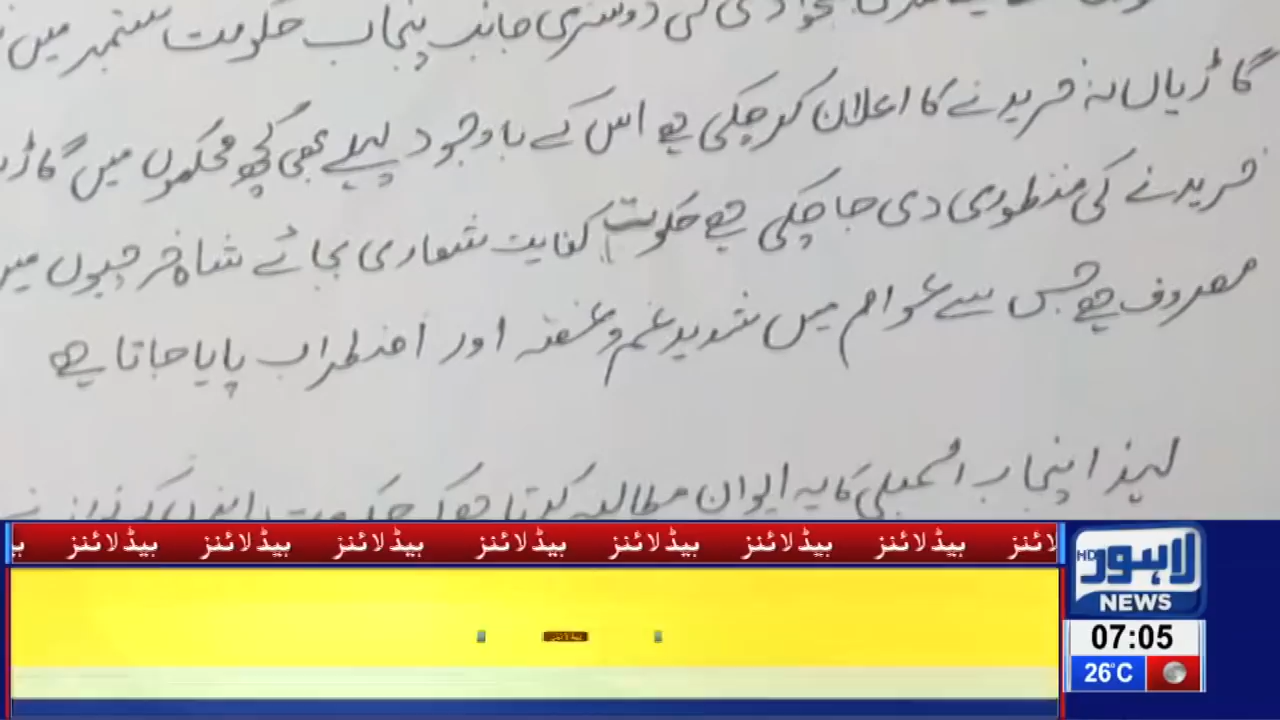 کی دوسری جانب پنجاب حکومت ستمبر میں
گاڑیاں نہ خریدنے کا اعلان کر چکی ہے اس کے باوجود پہلے بھی کچھ محکموں میں
خریدنے کی منظوری دی جا چکی ہے حکومت کفایت شعاری بجائے شاہ خرچیوں میں
مصروف ہے جس سے عوام میں شدید غم و غصہ اور اضطراب پایا جاتا ہے
لہذا پنجاب اسمبلی کا یہ ایوان مطالبہ کرتا ہے کہ حکومت
ہیڈلائنز ہیڈلائنز ہیڈلائنز ہیڈلائنز ہیڈلائنز ہیڈلائنز ہیڈلائنز
لاہور HD
NEWS
07:05
26°C